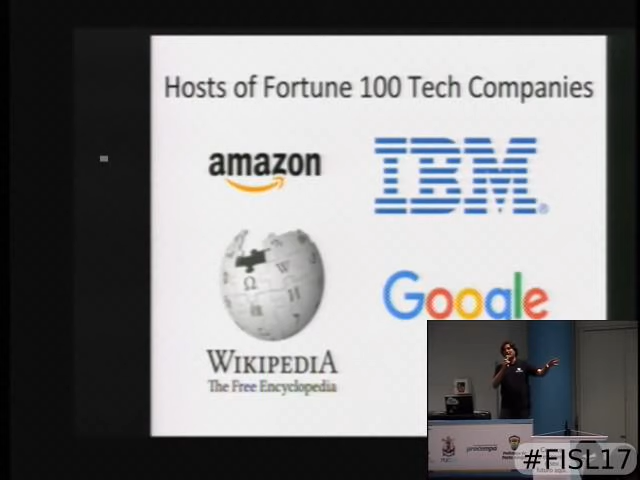 Hosts of Fortune 100 Tech Companies
amazon
IBM
®
WIKIPEDIA
The Free Encyclopedia
Google
procempa
#FISL17